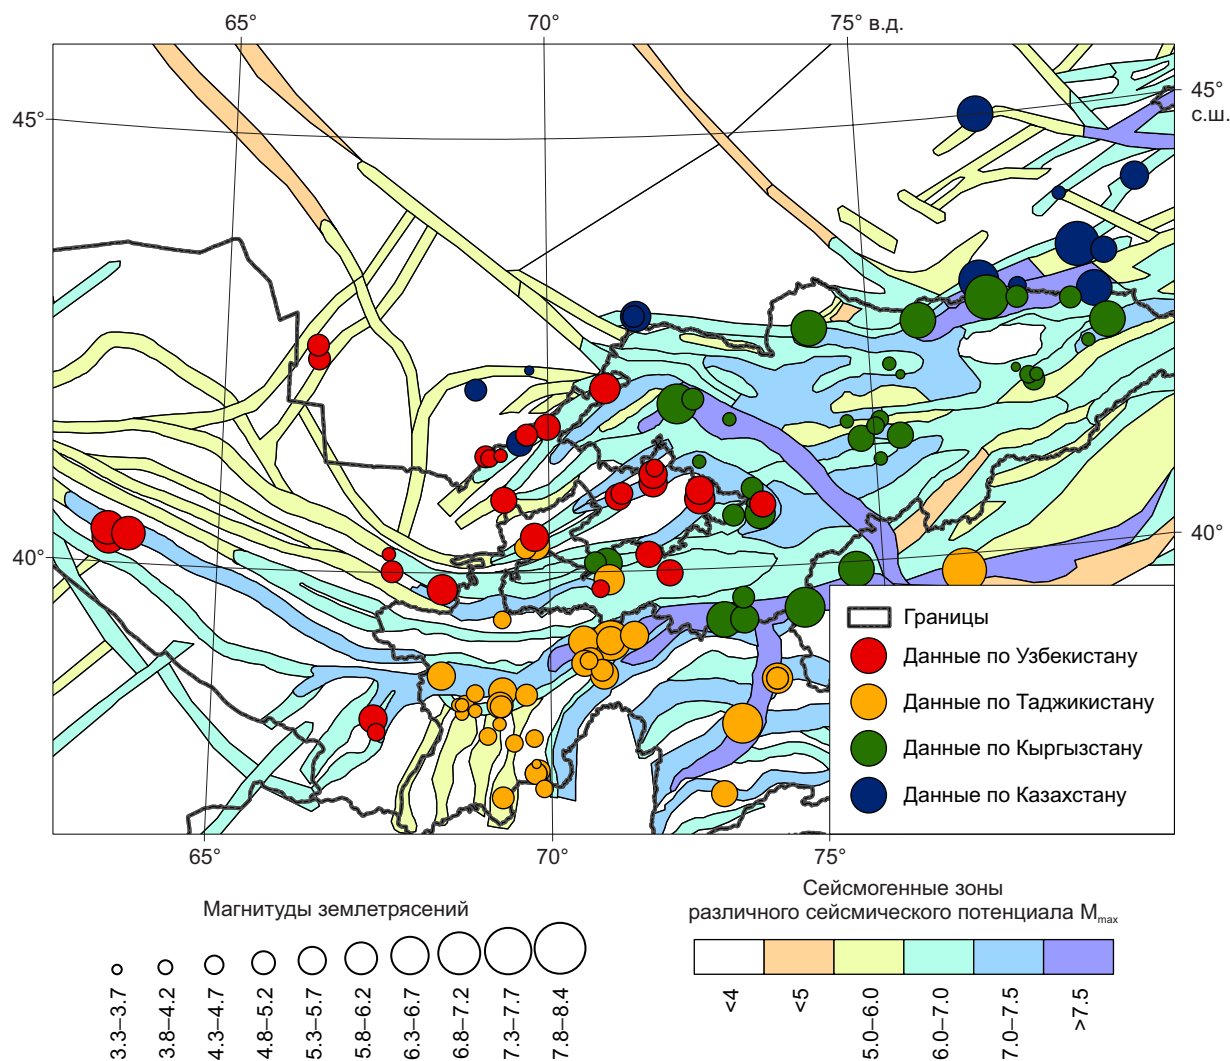 65°
70°
75° в.д.
45°
45°
с.ш.
40°
40°
Границы
Данные по Узбекистану
Данные по Таджикистану
Данные по Кыргызстану
Данные по Казахстану
65°
70°
75°
Магнитуды землетрясений
3.3–3.7
3.8–4.2
4.3–4.7
4.8–5.2
5.3–5.7
5.8–6.2
6.3–6.7
6.8–7.2
7.3–7.7
7.8–8.4
Сейсмогенные зоны
различного сейсмического потенциала Mmax
<4
<5
5.0–6.0
6.0–7.0
7.0–7.5
>7.5